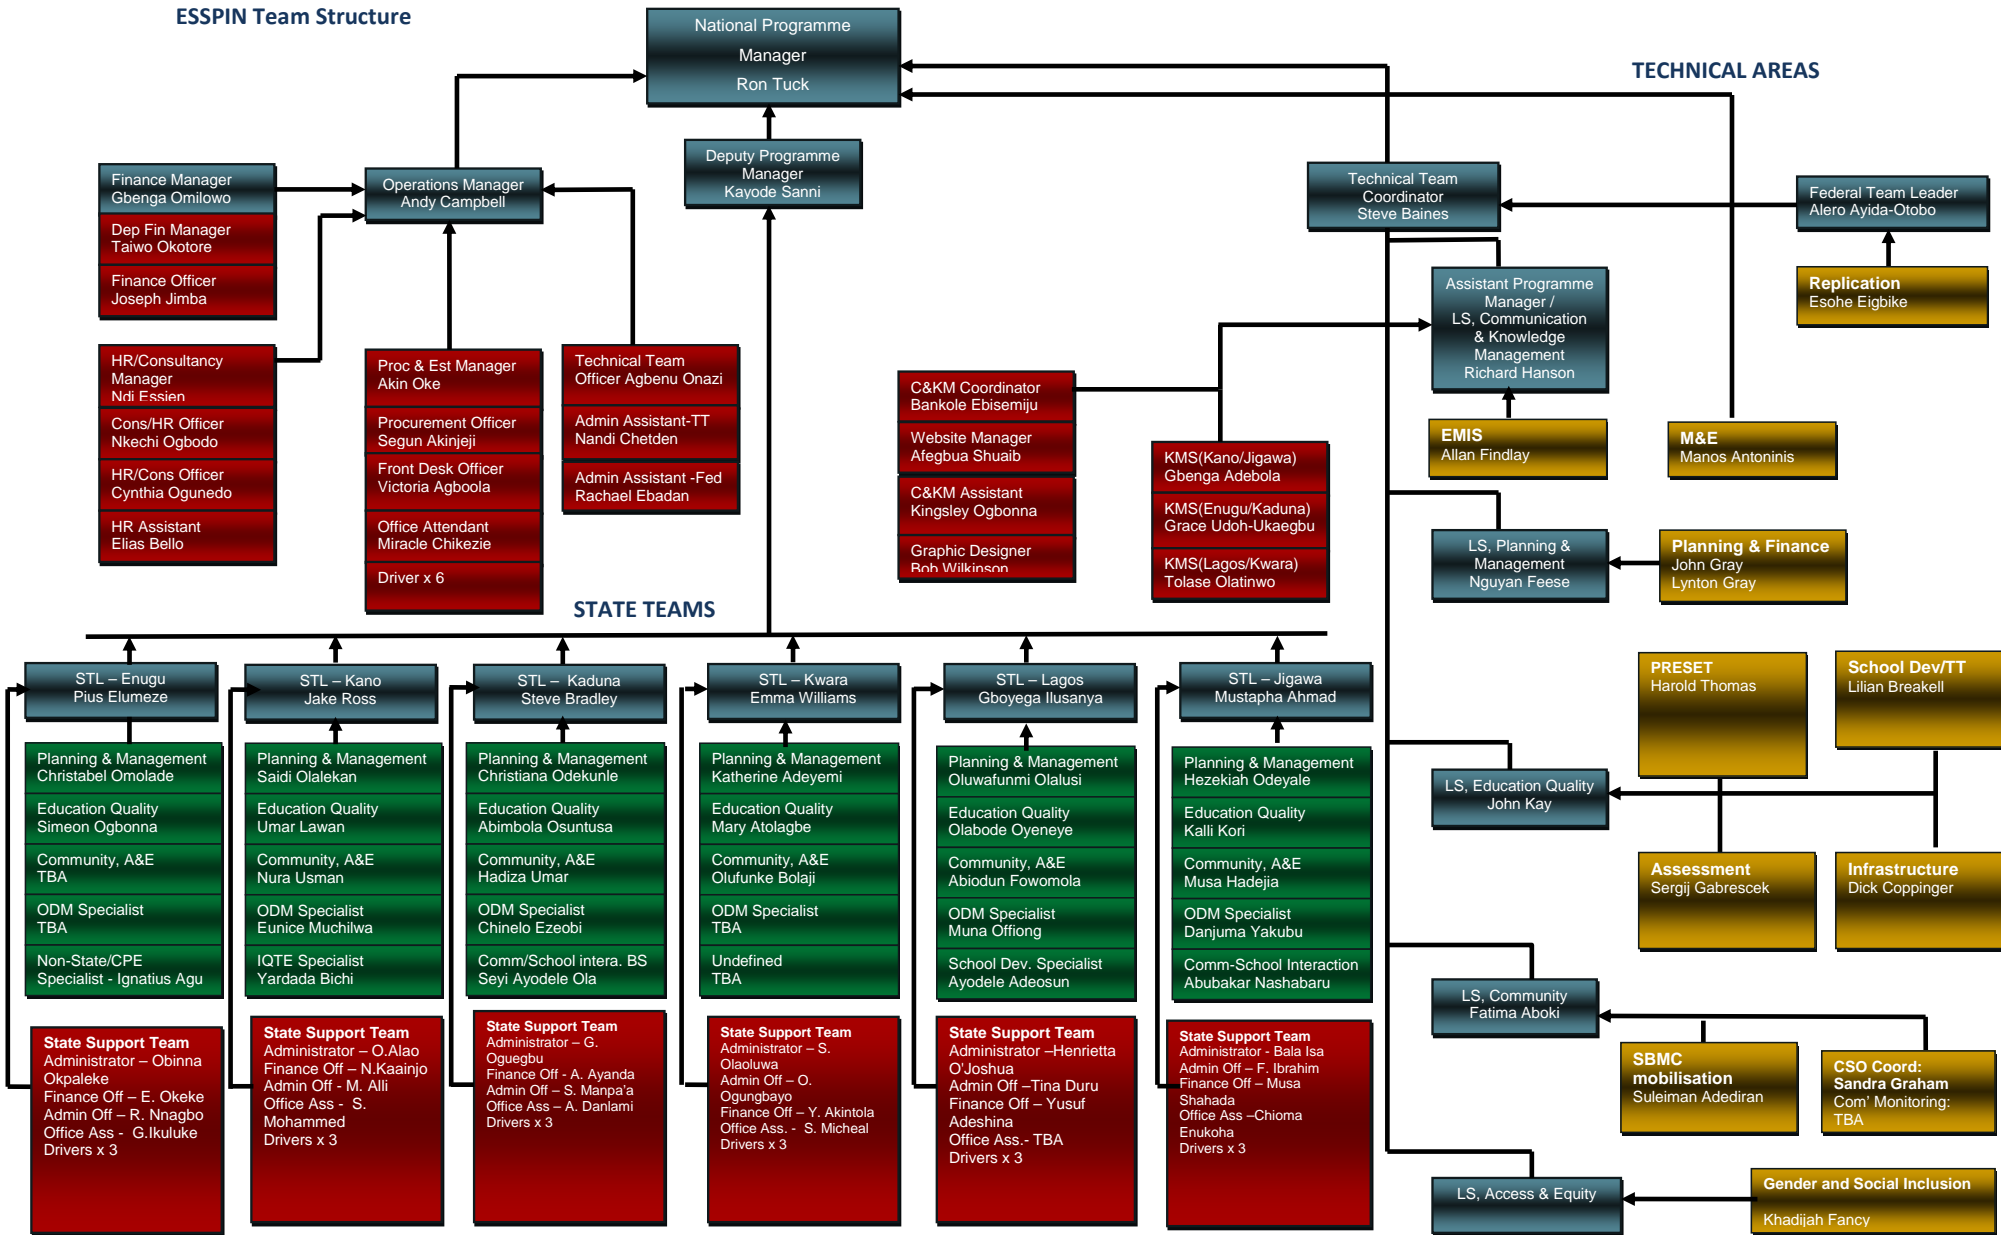 ESSPIN Team Structure
National Programme
Manager
Ron Tuck
TECHNICAL AREAS
Deputy Programme
Manager
Kayode Sanni
Finance Manager
Gbenga Omilowo
Dep Fin Manager
Taiwo Okotore
Finance Officer
Joseph Jimba
Operations Manager
Andy Campbell
Technical Team
Coordinator
Steve Baines
Federal Team Leader
Alero Ayida-Otobo
Replication
Esohe Eigbike
Assistant Programme
Manager /
LS, Communication
& Knowledge
Management
Richard Hanson
HR/Consultancy
Manager
Ndi Essien
Cons/HR Officer
Nkechi Ogbodo
HR/Cons Officer
Cynthia Ogunedo
HR Assistant
Elias Bello
Proc & Est Manager
Akin Oke
Procurement Officer
Segun Akinjeji
Front Desk Officer
Victoria Agboola
Office Attendant
Miracle Chikezie
Driver x 6
Technical Team
Officer Agbenu Onazi
Admin Assistant-TT
Nandi Chetden
Admin Assistant -Fed
Rachael Ebadan
C&KM Coordinator
Bankole Ebisemiju
Website Manager
Afegbua Shuaib
C&KM Assistant
Kingsley Ogbonna
Graphic Designer
Bob Wilkinson
KMS(Kano/Jigawa)
Gbenga Adebola
KMS(Enugu/Kaduna)
Grace Udoh-Ukaegbu
KMS(Lagos/Kwara)
Tolase Olatinwo
EMIS
Allan Findlay
M&E
Manos Antoninis
LS, Planning &
Management
Nguyan Feese
Planning & Finance
John Gray
Lynton Gray
STATE TEAMS
STL – Enugu
Pius Elumeze
Planning & Management
Christabel Omolade
Education Quality
Simeon Ogbonna
Community, A&E
TBA
ODM Specialist
TBA
Non-State/CPE
Specialist - Ignatius Agu
State Support Team
Administrator – Obinna
Okpaleke
Finance Off – E. Okeke
Admin Off – R. Nnagbo
Office Ass -  G.Ikuluke
Drivers x 3
STL – Kano
Jake Ross
Planning & Management
Saidi Olalekan
Education Quality
Umar Lawan
Community, A&E
Nura Usman
ODM Specialist
Eunice Muchilwa
IQTE Specialist
Yardada Bichi
State Support Team
Administrator – O.Alao
Finance Off – N.Kaainjo
Admin Off - M. Alli
Office Ass -  S.
Mohammed
Drivers x 3
STL –  Kaduna
Steve Bradley
Planning & Management
Christiana Odekunle
Education Quality
Abimbola Osuntusa
Community, A&E
Hadiza Umar
ODM Specialist
Chinelo Ezeobi
Comm/School intera. BS
Seyi Ayodele Ola
State Support Team
Administrator – G.
Oguegbu
Finance Off - A. Ayanda
Admin Off – S. Manpa'a
Office Ass – A. Danlami
Drivers x 3
STL – Kwara
Emma Williams
Planning & Management
Katherine Adeyemi
Education Quality
Mary Atolagbe
Community, A&E
Olufunke Bolaji
ODM Specialist
TBA
Undefined
TBA
State Support Team
Administrator – S.
Olaoluwa
Admin Off – O.
Ogungbayo
Finance Off – Y. Akintola
Office Ass. -  S. Micheal
Drivers x 3
STL – Lagos
Gboyega Ilusanya
Planning & Management
Oluwafunmi Olalusi
Education Quality
Olabode Oyeneye
Community, A&E
Abiodun Fowomola
ODM Specialist
Muna Offiong
School Dev. Specialist
Ayodele Adeosun
State Support Team
Administrator –Henrietta
O'Joshua
Admin Off –Tina Duru
Finance Off – Yusuf
Adeshina
Office Ass.- TBA
Drivers x 3
STL – Jigawa
Mustapha Ahmad
Planning & Management
Hezekiah Odeyale
Education Quality
Kalli Kori
Community, A&E
Musa Hadejia
ODM Specialist
Danjuma Yakubu
Comm-School Interaction
Abubakar Nashabaru
State Support Team
Administrator - Bala Isa
Admin Off – F. Ibrahim
Finance Off – Musa
Shahada
Office Ass –Chioma
Enukoha
Drivers x 3
PRESET
Harold Thomas
School Dev/TT
Lilian Breakell
LS, Education Quality
John Kay
Assessment
Sergij Gabrescek
Infrastructure
Dick Coppinger
LS, Community
Fatima Aboki
SBMC
mobilisation
Suleiman Adediran
CSO Coord:
Sandra Graham
Com' Monitoring:
TBA
LS, Access & Equity
Gender and Social Inclusion
Khadijah Fancy